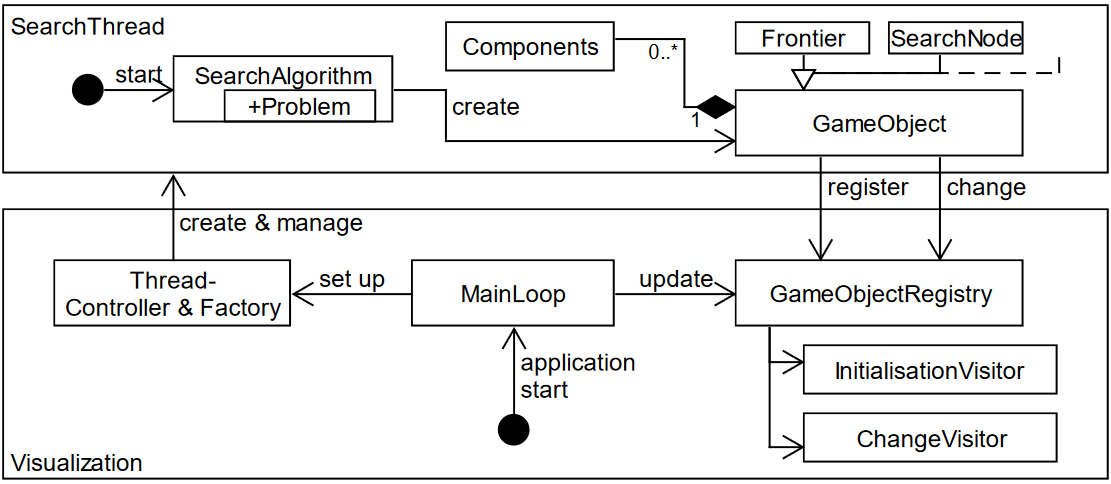 SearchThread
Components
Frontier
SearchNode
0..*
start
SearchAlgorithm
+Problem
create
1
GameObject
register
change
create & manage
Thread-
Controller & Factory
set up
MainLoop
update
GameObjectRegistry
application
start
InitialisationVisitor
ChangeVisitor
Visualization